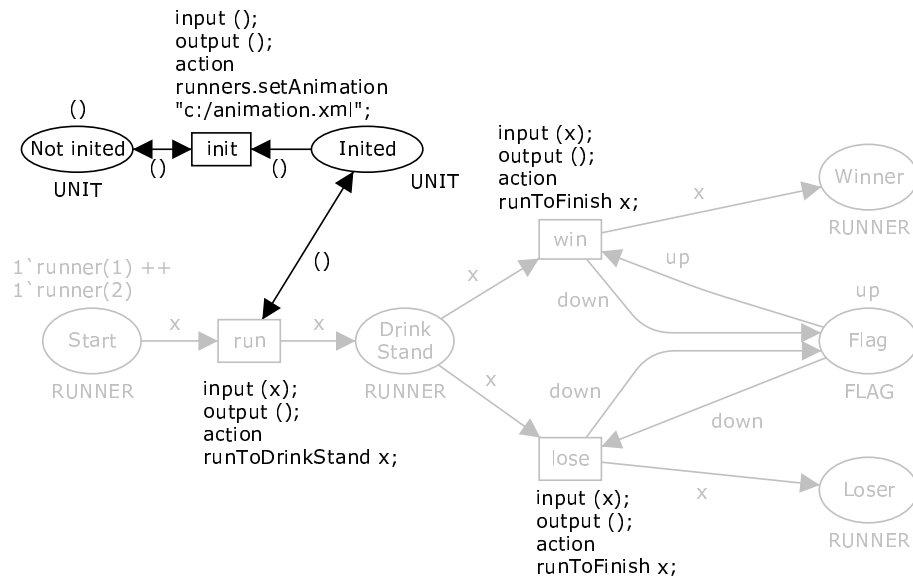 input ();
output ();
action
runners.setAnimation
"c:/animation.xml";
()
Not inited
()
init
()
Inited
UNIT
UNIT
()
input (x);
output ();
action
runToFinish x;
win
x
Winner
RUNNER
1`runner(1) ++
1`runner(2)
Start
RUNNER
x
run
x
input (x);
output ();
action
runToDrinkStand x;
Drink
Stand
RUNNER
x
x
down
up
down
down
up
Flag
FLAG
lose
input (x);
output ();
action
runToFinish x;
x
Loser
RUNNER